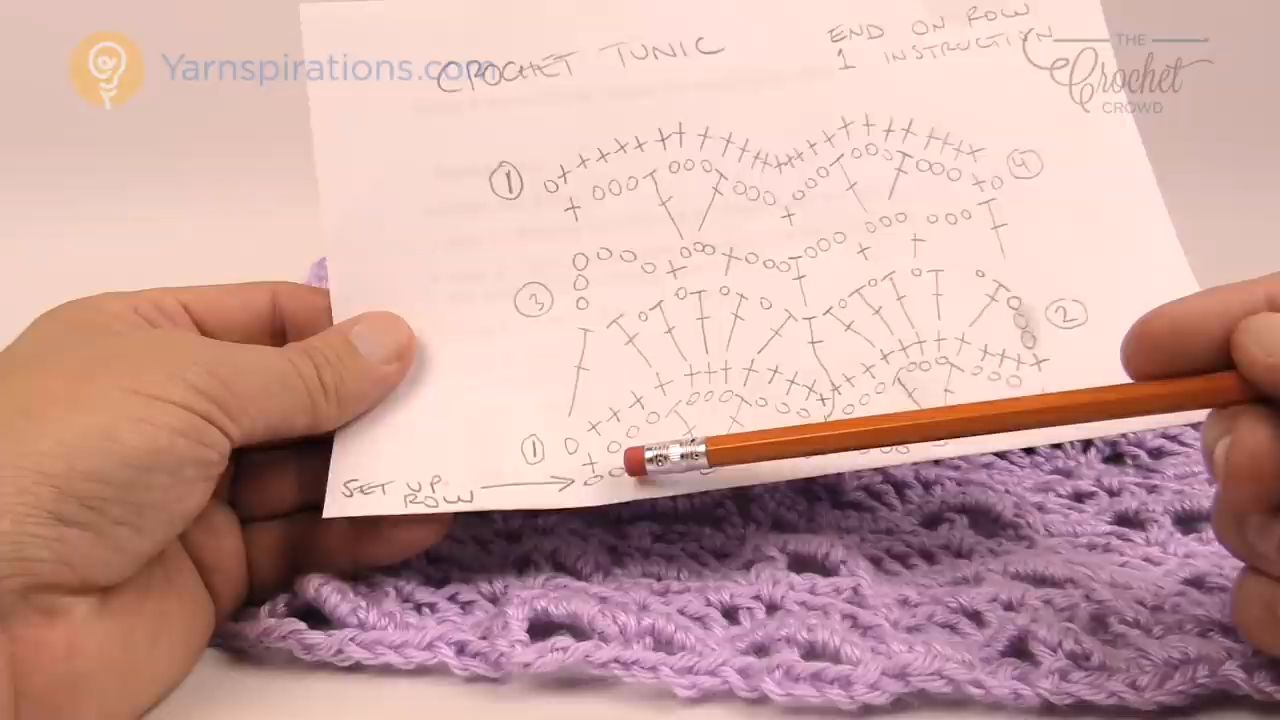 Yarnspirations.com
CROCHET TUNIC
END ON ROW
1 INSTRUCTION
THE
Crochet
CROWD
1
4
3
2
1
SET UP
ROW